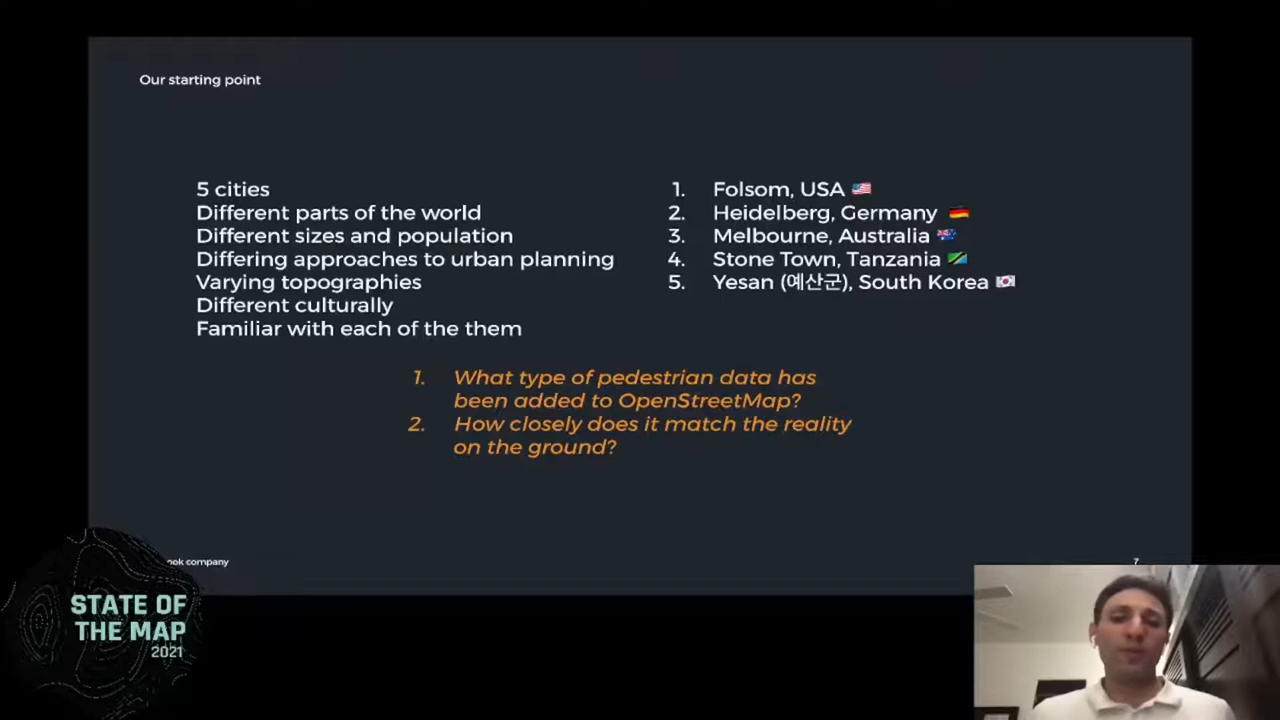 Our starting point
5 cities
Different parts of the world
Different sizes and population
Differing approaches to urban planning
Varying topographies
Different culturally
Familiar with each of the them
1. Folsom, USA 🇺🇸
2. Heidelberg, Germany 🇩🇪
3. Melbourne, Australia 🇦🇺
4. Stone Town, Tanzania 🇹🇿
5. Yesan (예산군), South Korea 🇰🇷
1. What type of pedestrian data has
been added to OpenStreetMap?
2. How closely does it match the reality
on the ground?
company
7
STATE OF
THE MAP
2021